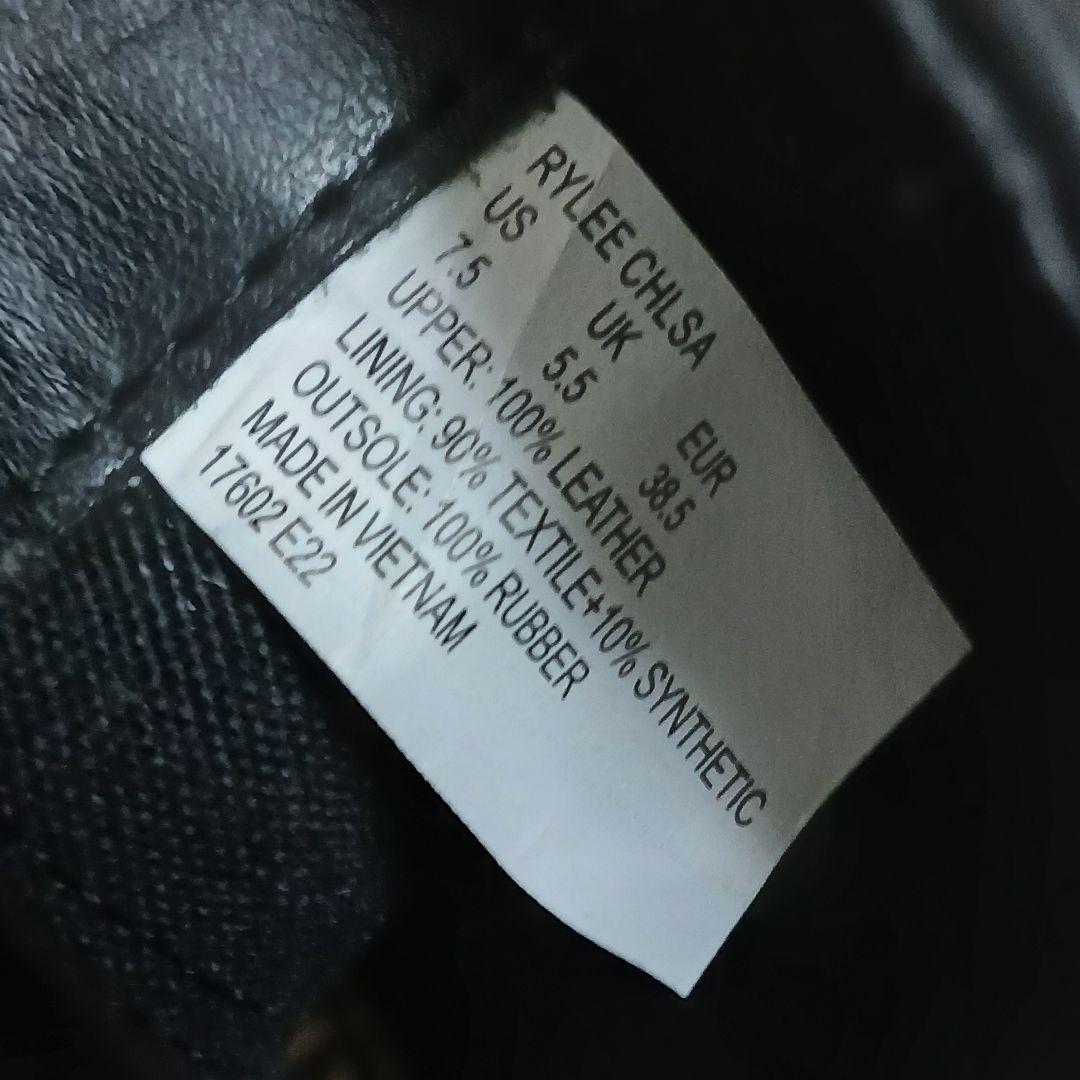 RYLEE CHLSA
US UK EUR
7.5 5.5 38.5
UPPER: 100% LEATHER
LINING: 90% TEXTILE+10% SYNTHETIC
OUTSOLE: 100% RUBBER
MADE IN VIETNAM
17602 E22